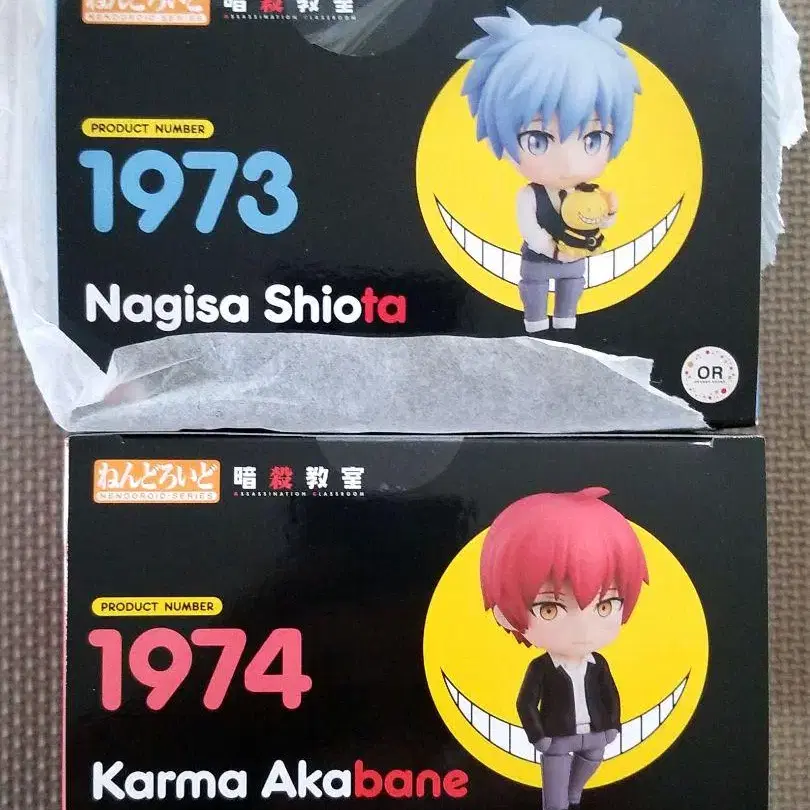 ねんどろいど
NENDOROID SERIES
暗殺教室
ASSASSINATION CLASSROOM
PRODUCT NUMBER
1973
Nagisa Shiota
OR
ねんどろいど
NENDOROID SERIES
暗殺教室
ASSASSINATION CLASSROOM
PRODUCT NUMBER
1974
Karma Akabane